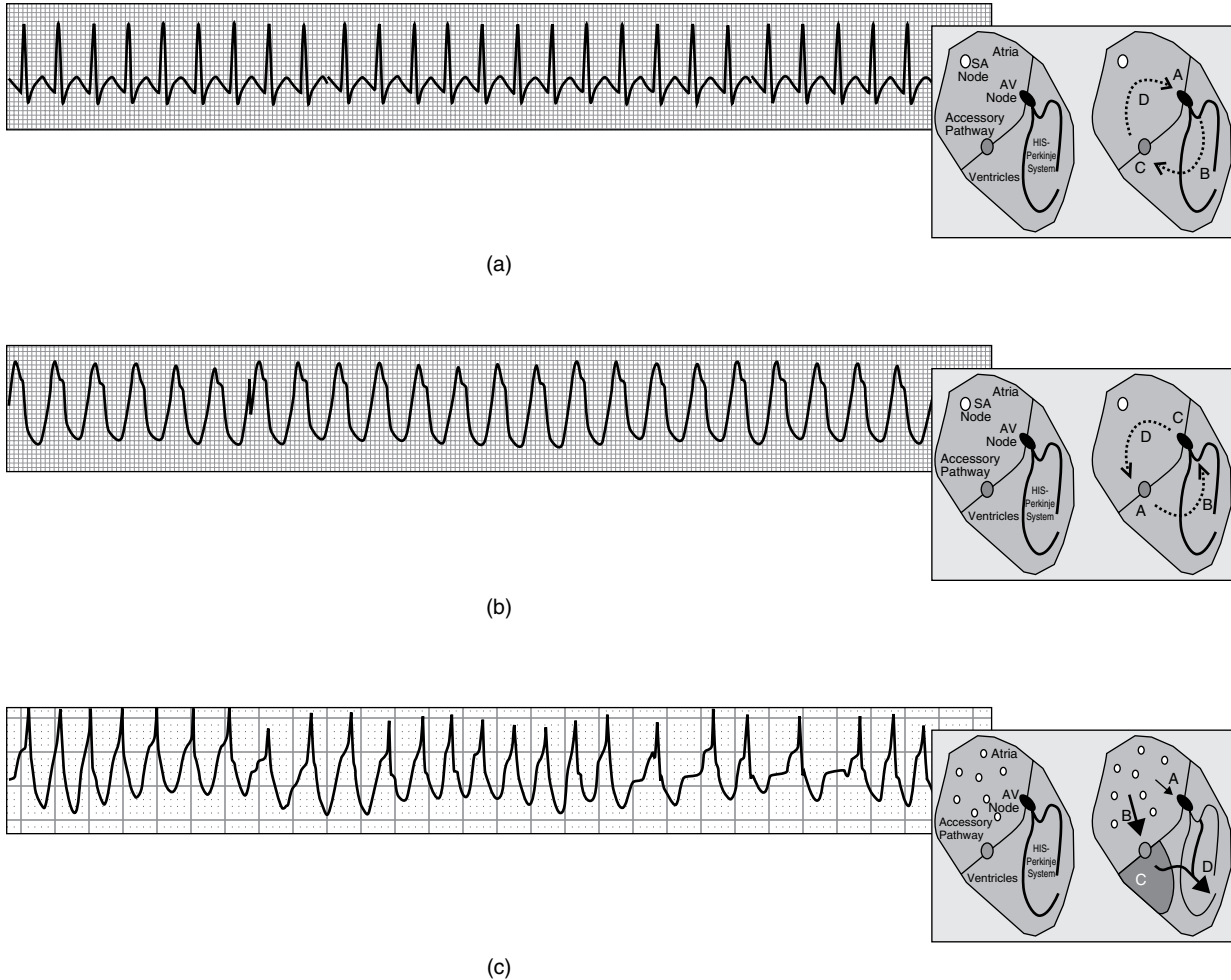 Atria
SA
Node
AV
Node
Accessory
Pathway
HIS-
Perkinje
System
Ventricles
A
D
C
B
(a)
Atria
SA
Node
AV
Node
Accessory
Pathway
HIS-
Perkinje
System
Ventricles
C
D
A
B
(b)
Atria
AV
Node
Accessory
Pathway
HIS-
Perkinje
System
Ventricles
A
B
C
D
(c)